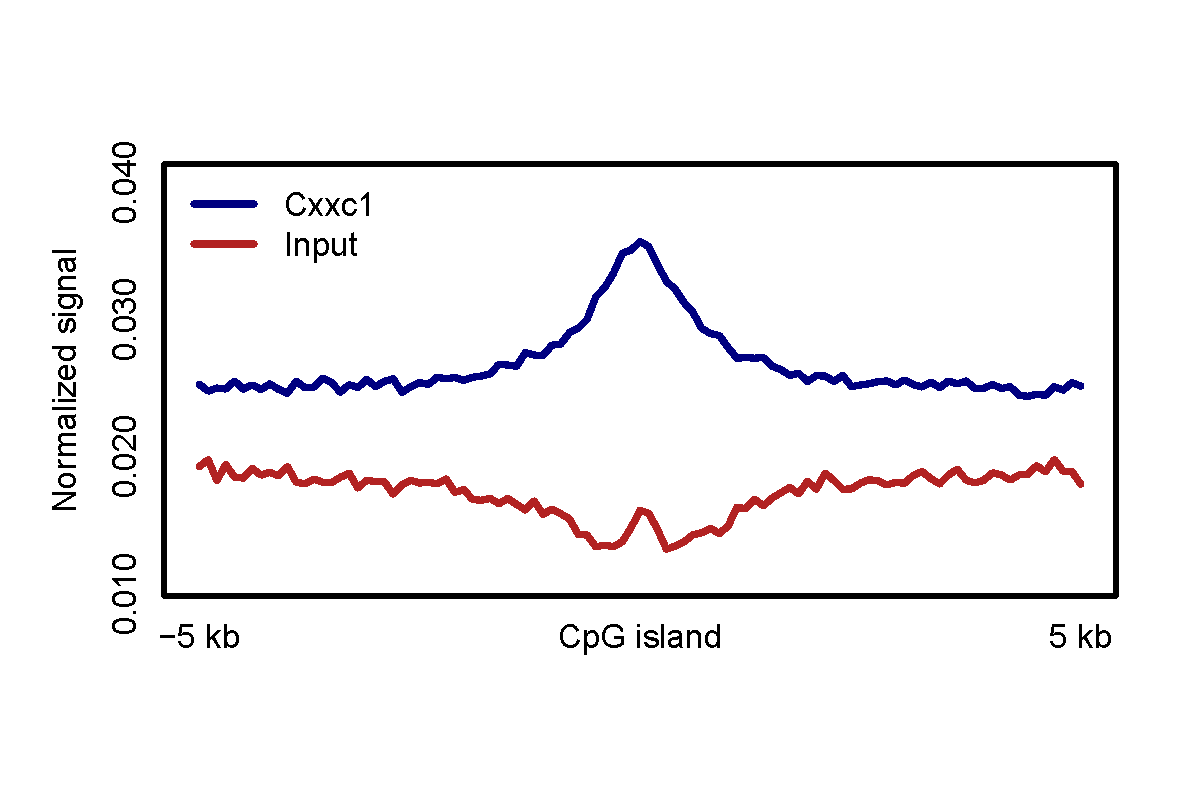 Cxxc1
Input
Normalized signal
0.040
0.030
0.020
0.010
−5 kb
CpG island
5 kb